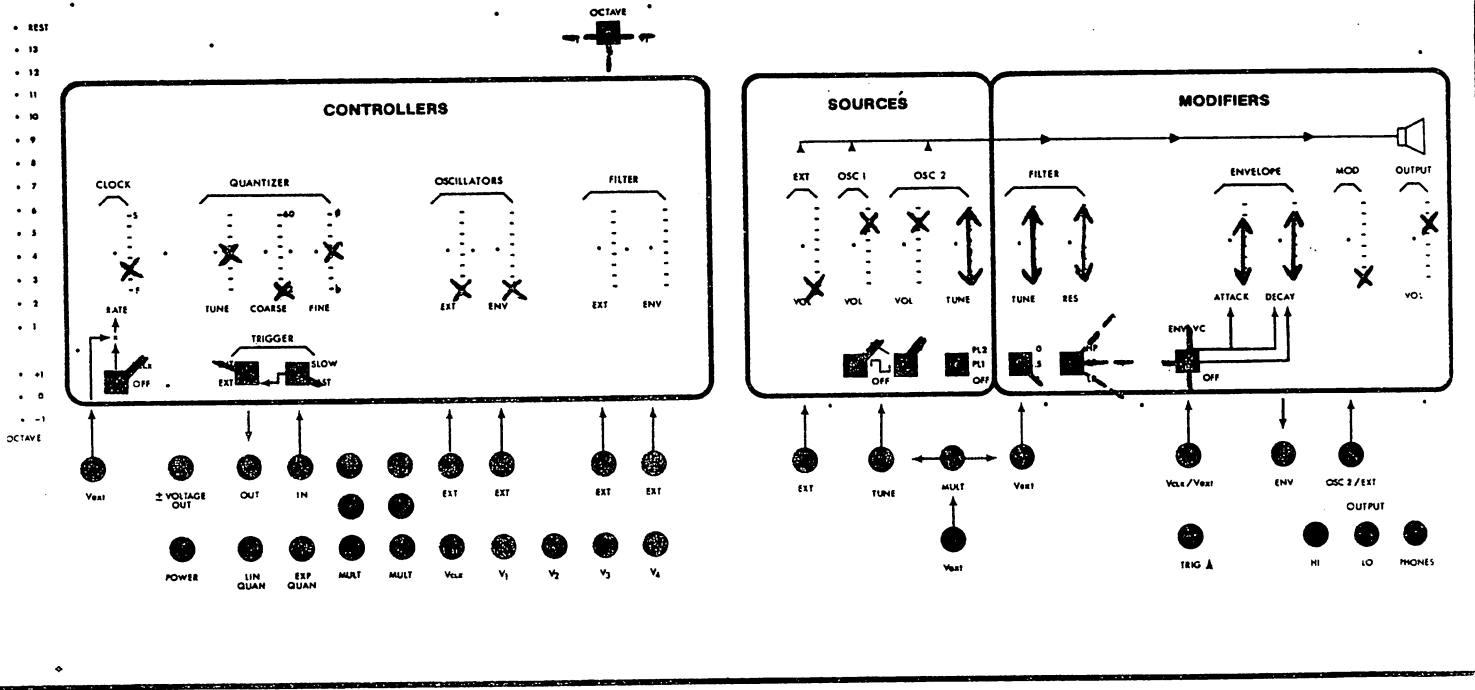 OCTAVE
REST
13
12
11
10
9
8
7
6
5
4
3
2
1
+1
0
-1
OCTAVE
CONTROLLERS
CLOCK QUANTIZER OSCILLATORS FILTER
S 60 #
F b
RATE TUNE COARSE FINE EXT ENV EXT ENV
TRIGGER
OFF EXT SLOW
SOURCES MODIFIERS
EXT OSC 1 OSC 2 FILTER ENVELOPE MOD OUTPUT
VOL VOL VOL TUNE TUNE RES ATTACK DECAY VOL
ENV VC
OFF PL2 PL1 OFF 0 .5 HP OFF
Vext ± VOLTAGE OUT OUT IN EXT EXT EXT EXT
POWER LIN QUAN EXP QUAN MULT MULT VCLK V1 V2 V3 V4
EXT TUNE MULT Vext VCLK/Vext ENV OSC 2/EXT
OUTPUT
Vext TRIG HI LO PHONES